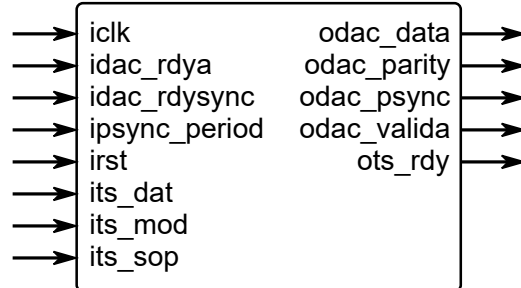 iclk odac_data
idac_rdya odac_parity
idac_rdysync odac_psync
ipsync_period odac_valida
irst ots_rdy
its_dat
its_mod
its_sop